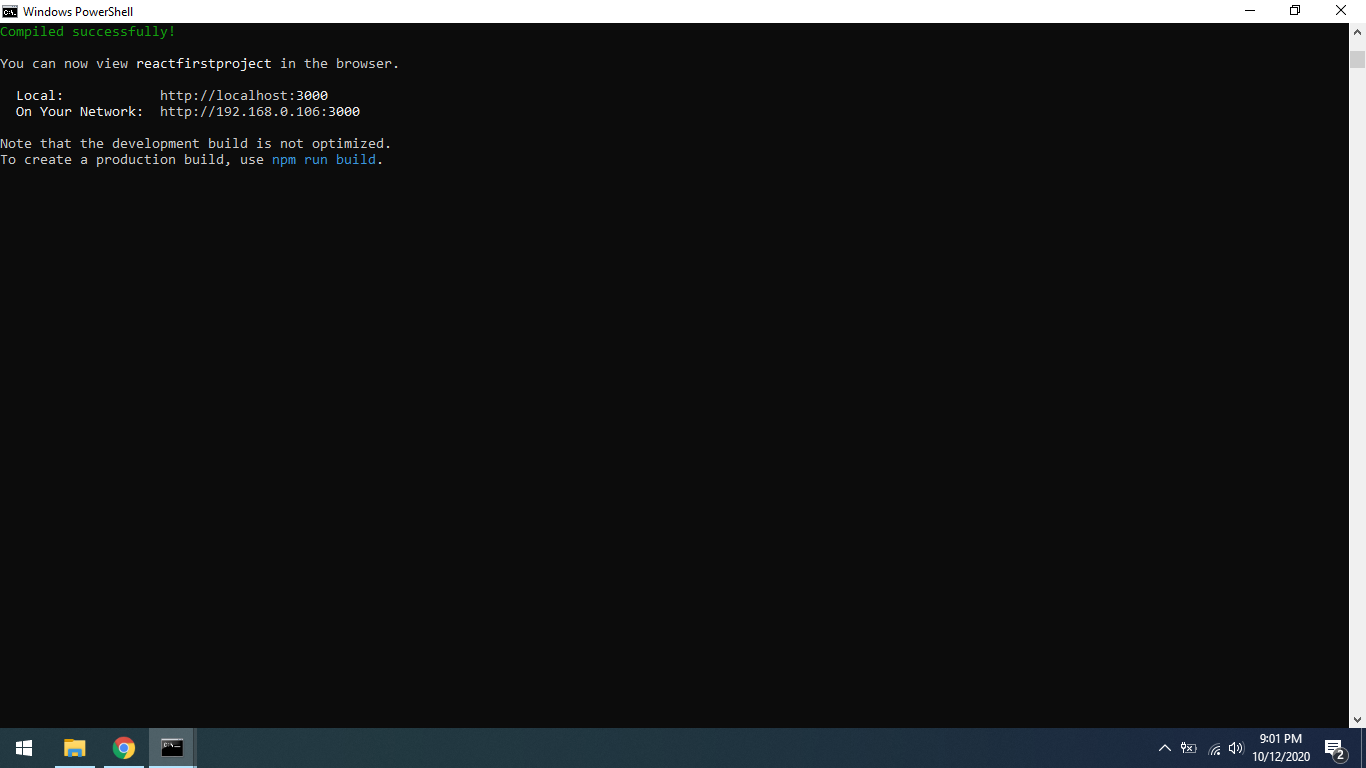 Windows PowerShell
Compiled successfully!
You can now view reactfirstproject in the browser.
Local:            http://localhost:3000
On Your Network:  http://192.168.0.106:3000
Note that the development build is not optimized.
To create a production build, use npm run build.
9:01 PM
10/12/2020
2